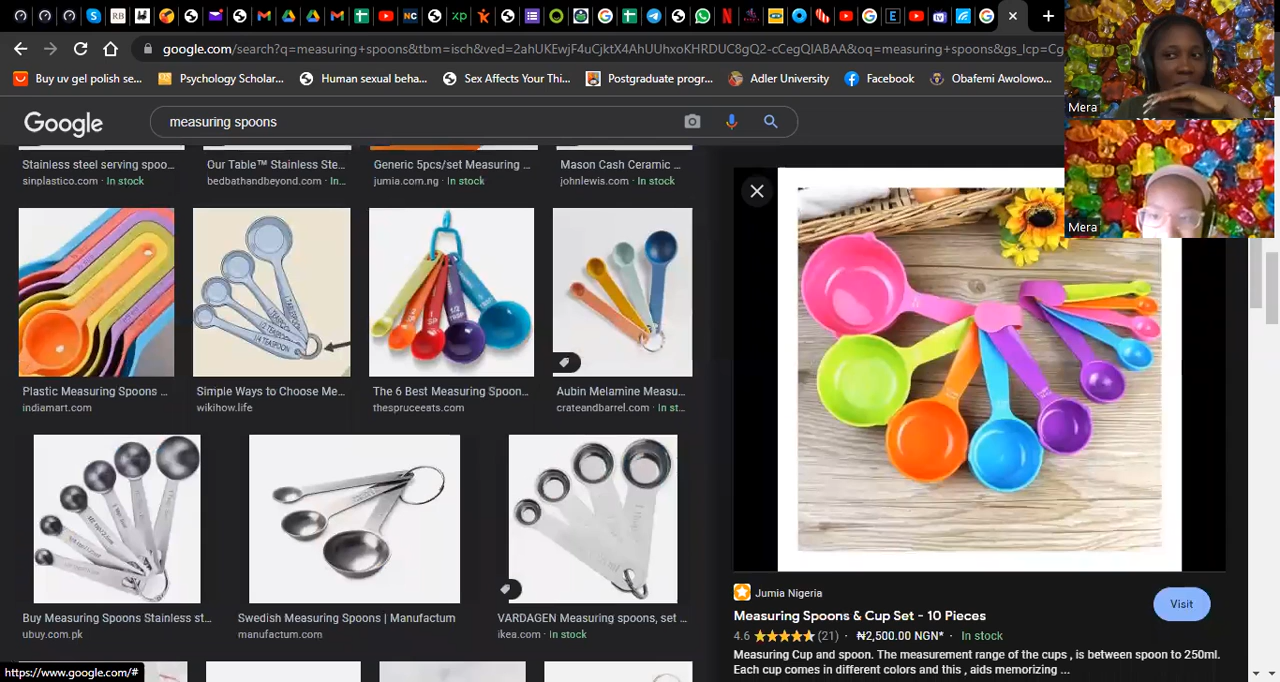 google.com/search?q=measuring+spoons&tbm=isch&ved=2ahUKEwjF4uCjktX4AhUUhxoKHRDUC8gQ2-cCegQIABAA&oq=measuring+spoons&gs_lcp=Cg
Buy uv gel polish se...
Psychology Scholar...
Human sexual beha...
Sex Affects Your Thi...
Postgraduate progr...
Adler University
Facebook
Obafemi Awolowo...
Mera
Google
measuring spoons
Stainless steel serving spoo...
sinplastico.com · In stock
Our Table™ Stainless Ste...
bedbathandbeyond.com · In...
Generic 5pcs/set Measuring ...
jumia.com.ng · In stock
Mason Cash Ceramic ...
johnlewis.com · In stock
Mera
Plastic Measuring Spoons ...
indiamart.com
Simple Ways to Choose Me...
wikihow.life
The 6 Best Measuring Spoon...
thespruceeats.com
Aubin Melamine Measu...
crateandbarrel.com · In st...
Buy Measuring Spoons Stainless st...
ubuy.com.pk
Swedish Measuring Spoons | Manufactum
manufactum.com
VARDAGEN Measuring spoons, set ...
ikea.com · In stock
Jumia Nigeria
Measuring Spoons & Cup Set - 10 Pieces
Visit
4.6 (21) · ₦2,500.00 NGN* · In stock
Measuring Cup and spoon. The measurement range of the cups , is between spoon to 250ml.
Each cup comes in different colors and this , aids memorizing ...
https://www.google.com/#